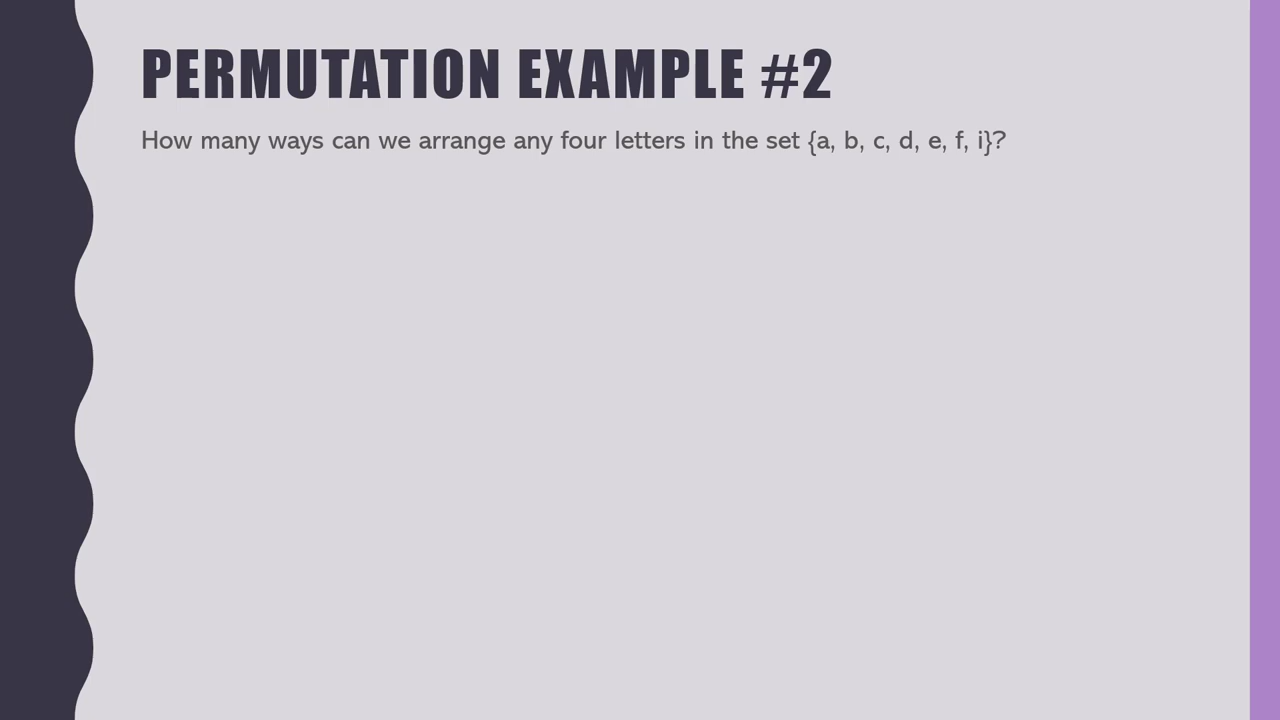 PERMUTATION EXAMPLE #2
How many ways can we arrange any four letters in the set {a, b, c, d, e, f, i}?